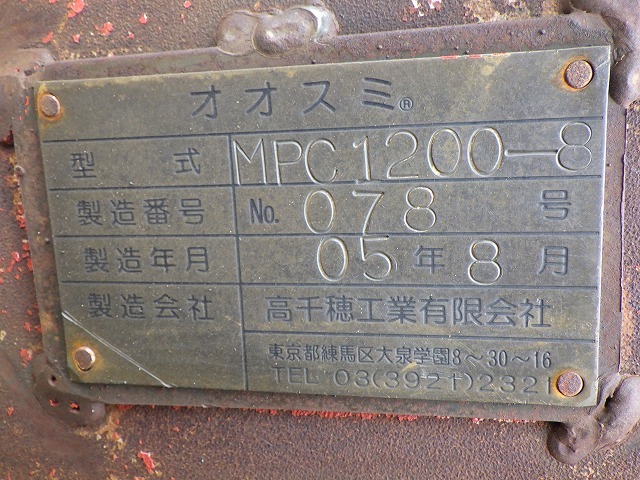 オオスミ®
型式 MPC1200-8
製造番号 No. 078 号
製造年月 05年8月
製造会社 高千穂工業有限会社
東京都練馬区大泉学園8～30～16
TEL 03(3921)2321